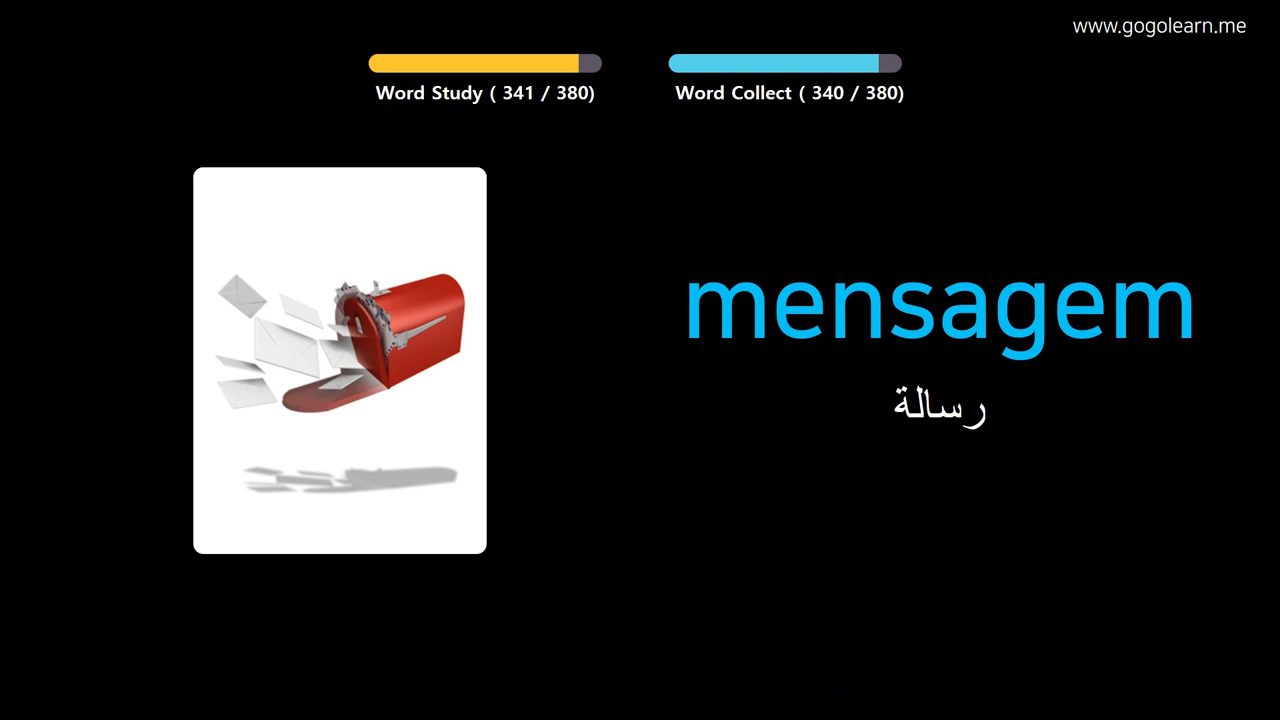 www.gogolearn.me
Word Study ( 341 / 380)
Word Collect ( 340 / 380)
mensagem
رسالة